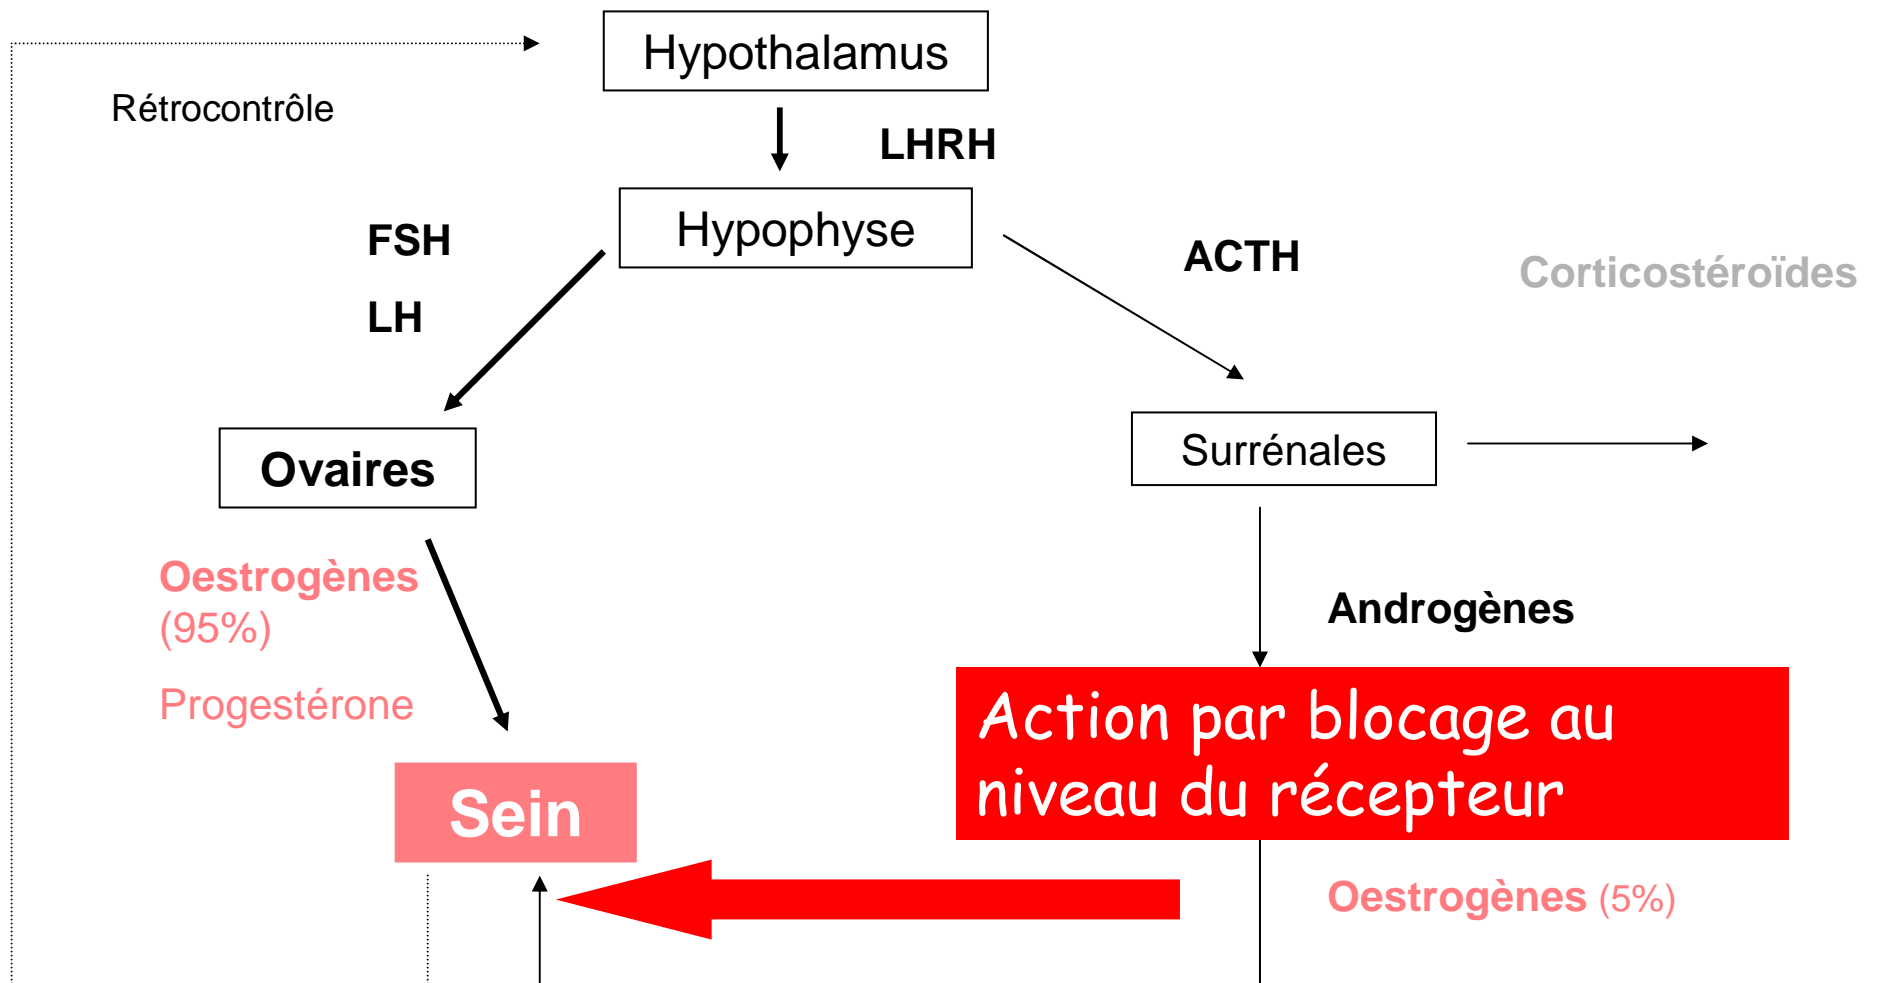 Hypothalamus
Rétrocontrôle
LHRH
Hypophyse
FSH
LH
ACTH
Corticostéroïdes
Ovaires
Surrénales
Oestrogènes
(95%)
Progestérone
Androgènes
Action par blocage au
niveau du récepteur
Sein
Oestrogènes (5%)